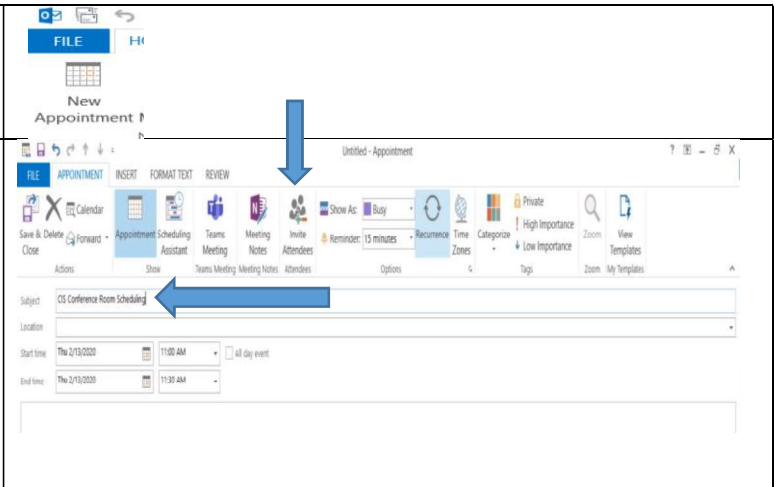 FILE
New
Appointment
Untitled - Appointment
?
FILE APPOINTMENT INSERT FORMAT TEXT REVIEW
Save & Close
Delete
Calendar
Forward
Appointment
Scheduling Assistant
Teams Meeting
Meeting Notes
Invite Attendees
Show As: Busy
Reminder: 15 minutes
Recurrence
Time Zones
Categorize
Private
High Importance
Low Importance
Zoom
View Templates
Actions Show Teams Meeting Meeting Notes Attendees Options Tags Zoom My Templates
Subject CIS Conference Room Scheduling
Location
Start time Thu 2/13/2020 11:00 AM All day event
End time Thu 2/13/2020 11:30 AM